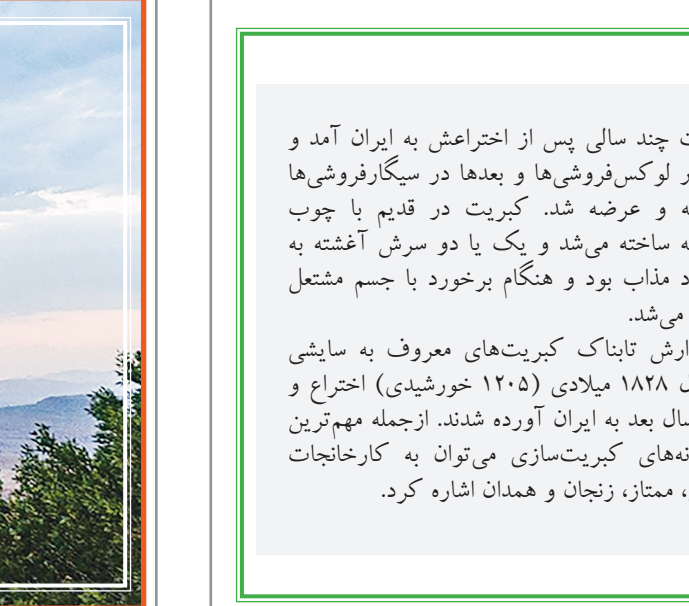 چند سالی پس از اختراعش به ایران آمد و
لوکس‌فروشی‌ها و بعدها در سیگارفروشی‌ها
و عرضه شد. کبریت در قدیم با چوب
ساخته می‌شد و یک یا دو سرش آغشته به
مذاب بود و هنگام برخورد با جسم مشتعل
می‌شد.
تابناک کبریت‌های معروف به سایشی
۱۸۲۸ میلادی (۱۲۰۵ خورشیدی) اختراع و
سال بعد به ایران آورده شدند. ازجمله مهم‌ترین
کبریت‌سازی می‌توان به کارخانجات
، ممتاز، زنجان و همدان اشاره کرد.